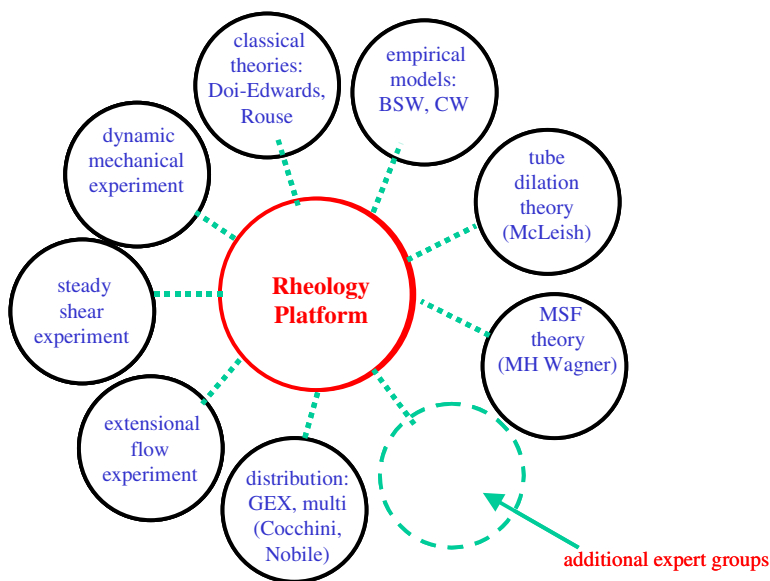 classical
theories:
Doi-Edwards,
Rouse
empirical
models:
BSW, CW
dynamic
mechanical
experiment
tube
dilation
theory
(McLeish)
steady
shear
experiment
Rheology
Platform
MSF
theory
(MH Wagner)
extensional
flow
experiment
distribution:
GEX, multi
(Cocchini,
Nobile)
additional expert groups